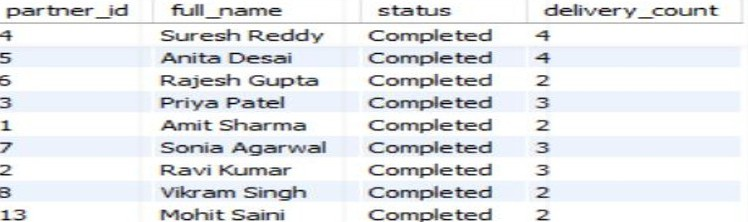 partner_id full_name status delivery_count
4 Suresh Reddy Completed 4
5 Anita Desai Completed 4
6 Rajesh Gupta Completed 2
3 Priya Patel Completed 3
1 Amit Sharma Completed 2
7 Sonia Agarwal Completed 3
2 Ravi Kumar Completed 3
8 Vikram Singh Completed 2
13 Mohit Saini Completed 2